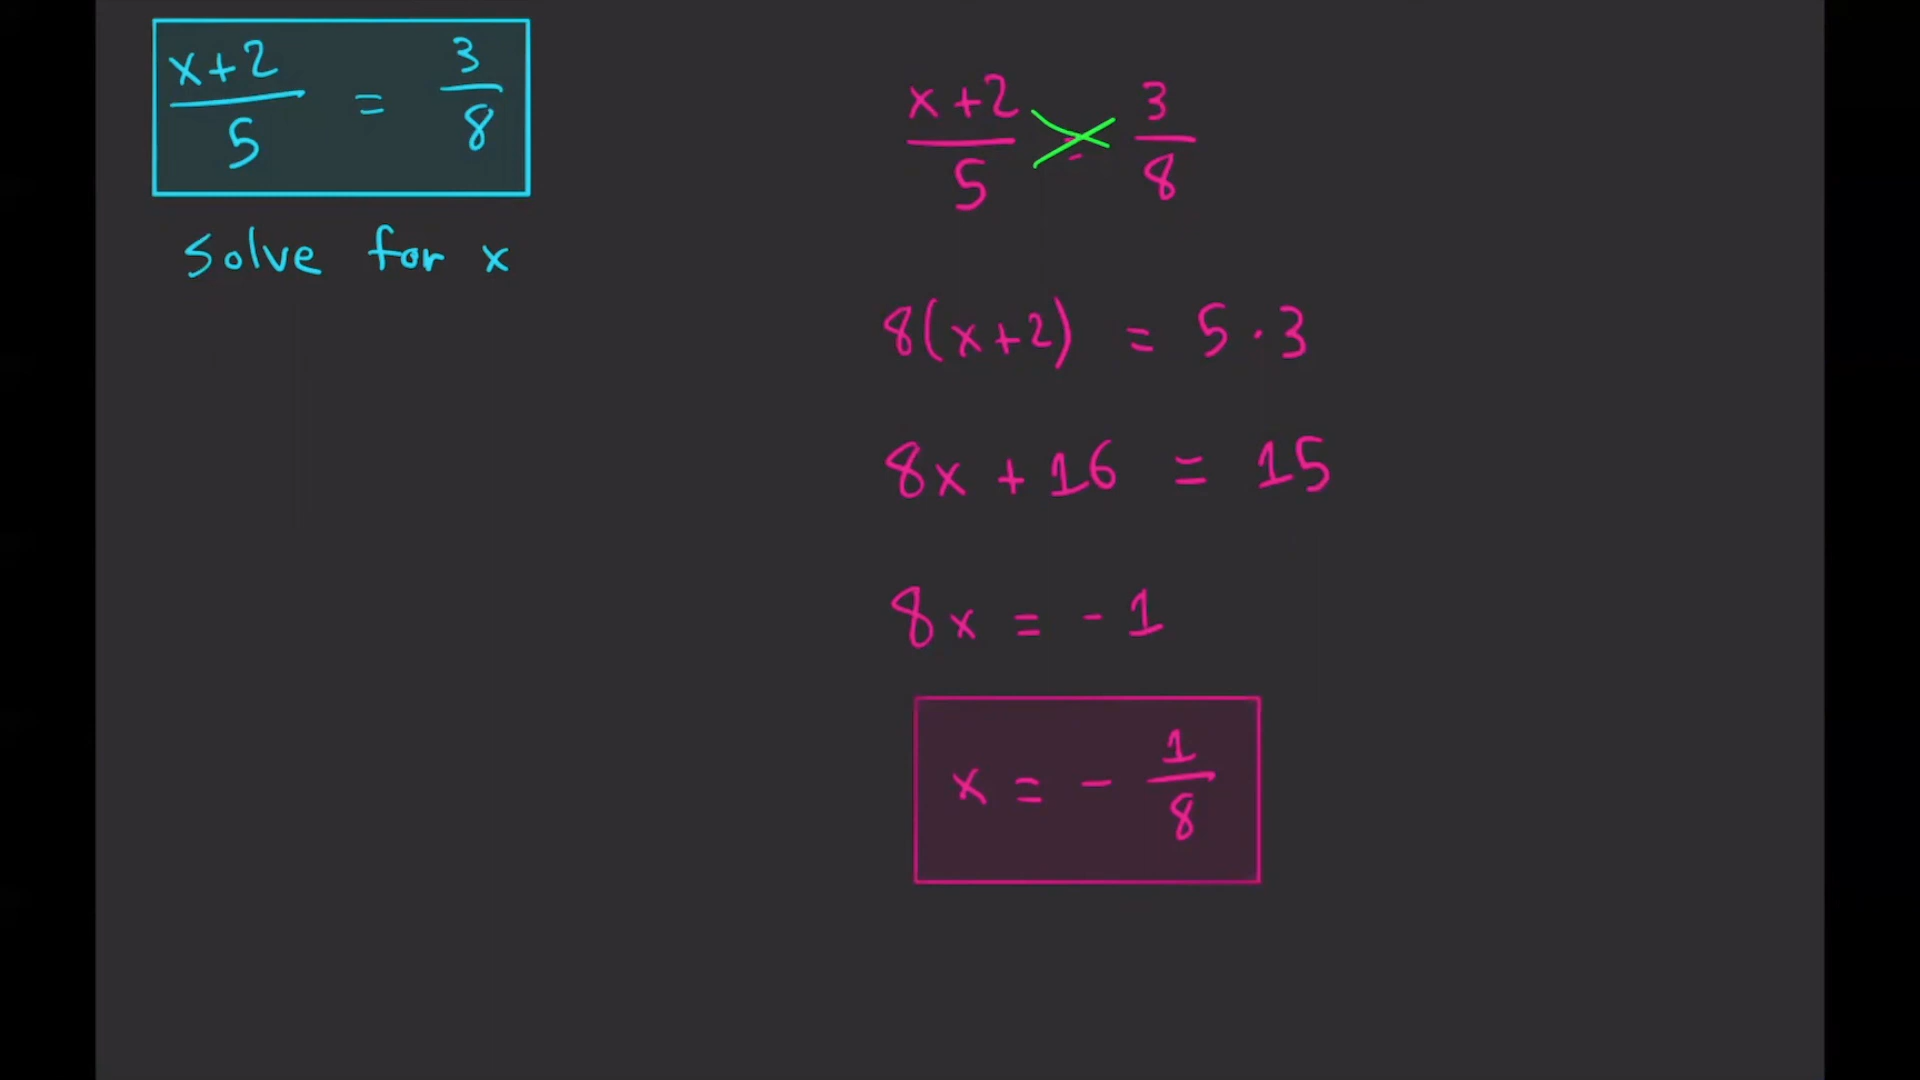 x+2/5 = 3/8
Solve for x
x+2/5 = 3/8
8(x+2) = 5·3
8x + 16 = 15
8x = -1
x = - 1/8